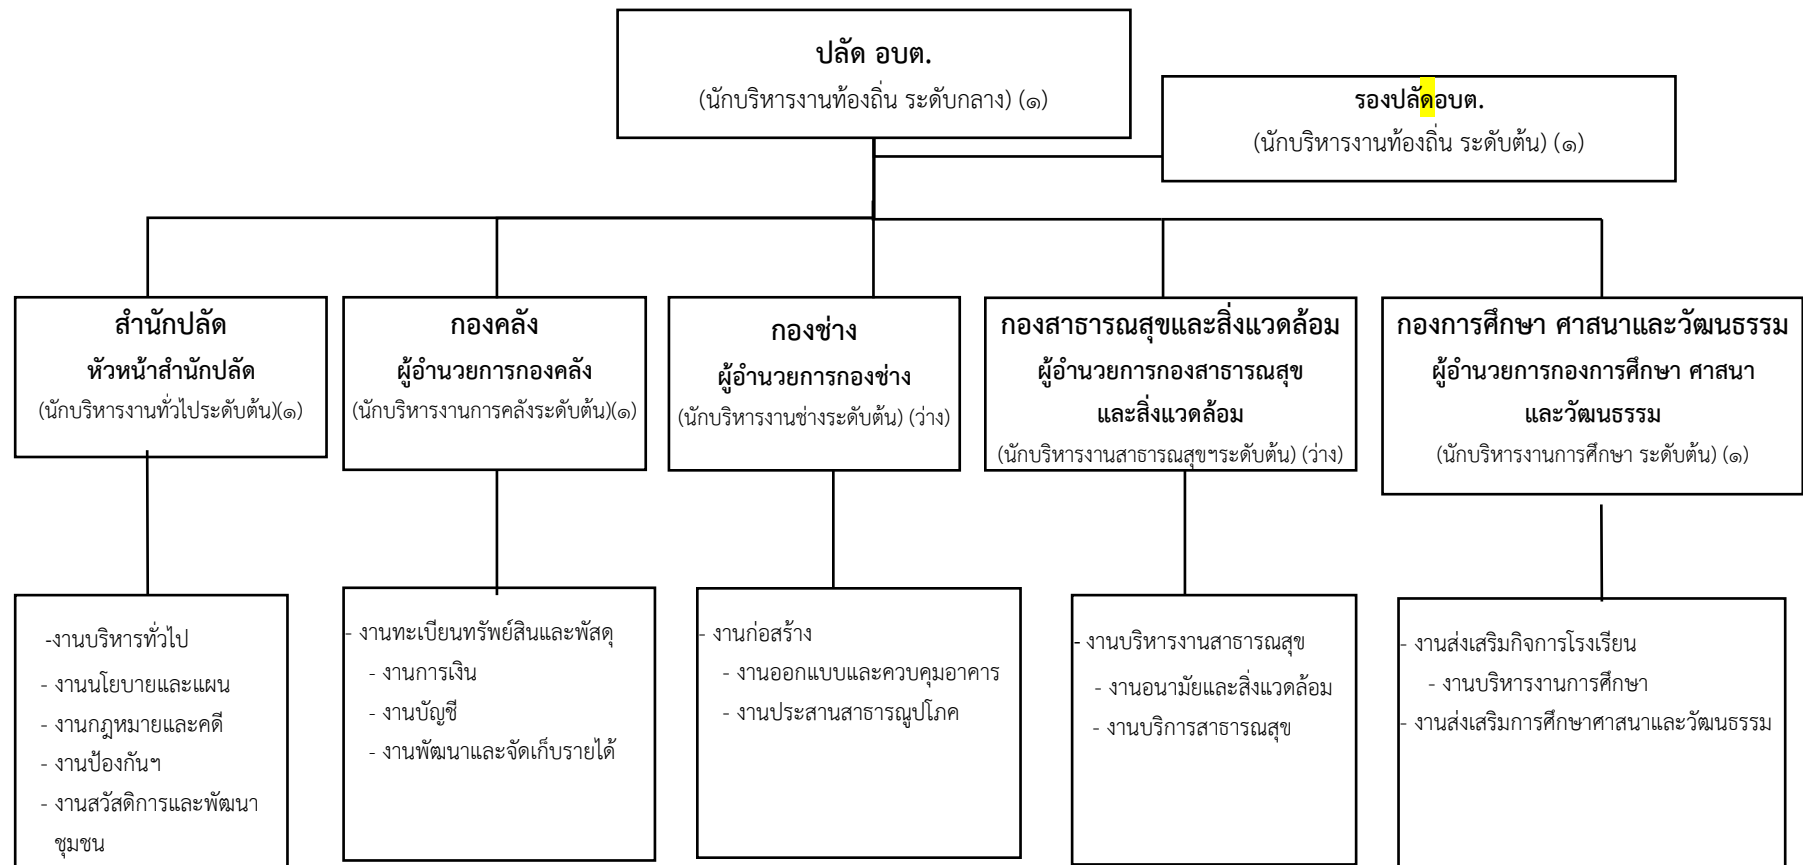 ปลัด อบต.
(นักบริหารงานท้องถิ่น ระดับกลาง) (๑)
รองปลัดอบต.
(นักบริหารงานท้องถิ่น ระดับต้น) (๑)
สำนักปลัด
หัวหน้าสำนักปลัด
(นักบริหารงานทั่วไประดับต้น)(๑)
กองคลัง
ผู้อำนวยการกองคลัง
(นักบริหารงานการคลังระดับต้น)(๑)
กองช่าง
ผู้อำนวยการกองช่าง
(นักบริหารงานช่างระดับต้น) (ว่าง)
กองสาธารณสุขและสิ่งแวดล้อม
ผู้อำนวยการกองสาธารณสุข
และสิ่งแวดล้อม
(นักบริหารงานสาธารณสุขฯระดับต้น) (ว่าง)
กองการศึกษา ศาสนาและวัฒนธรรม
ผู้อำนวยการกองการศึกษา ศาสนา
และวัฒนธรรม
(นักบริหารงานการศึกษา ระดับต้น) (๑)
-งานบริหารทั่วไป
- งานนโยบายและแผน
- งานกฎหมายและคดี
- งานป้องกันฯ
- งานสวัสดิการและพัฒนา
ชุมชน
- งานทะเบียนทรัพย์สินและพัสดุ
- งานการเงิน
- งานบัญชี
- งานพัฒนาและจัดเก็บรายได้
- งานก่อสร้าง
- งานออกแบบและควบคุมอาคาร
- งานประสานสาธารณูปโภค
- งานบริหารงานสาธารณสุข
- งานอนามัยและสิ่งแวดล้อม
- งานบริการสาธารณสุข
- งานส่งเสริมกิจการโรงเรียน
- งานบริหารงานการศึกษา
- งานส่งเสริมการศึกษาศาสนาและวัฒนธรรม